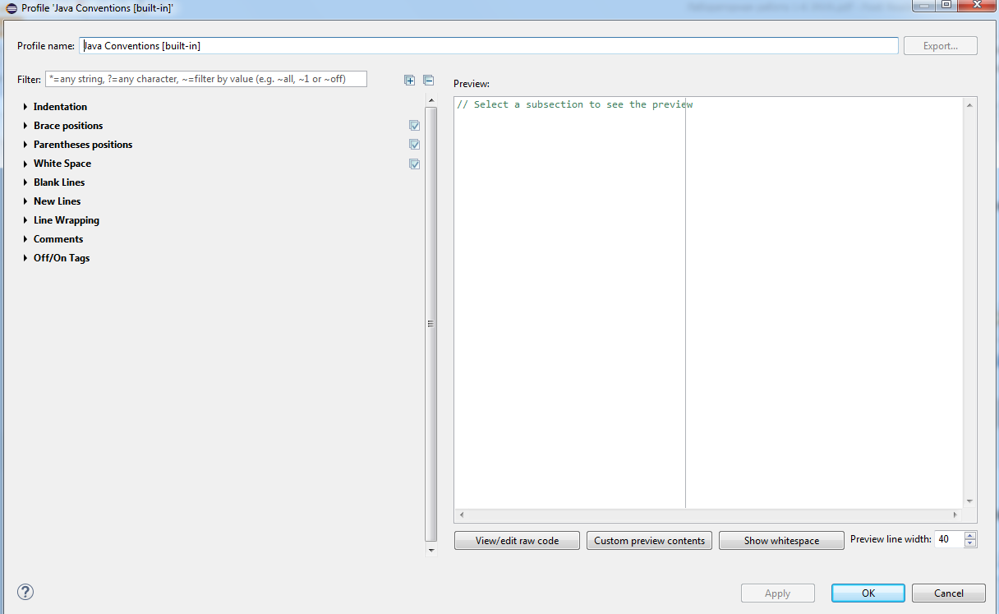 Profile 'Java Conventions [built-in]'
Profile name: Java Conventions [built-in] Export...
Filter: *=any string, ?=any character, ~=filter by value (e.g. ~all, ~1 or ~off)
Preview:
Indentation
Brace positions
Parentheses positions
White Space
Blank Lines
New Lines
Line Wrapping
Comments
Off/On Tags
// Select a subsection to see the preview
View/edit raw code Custom preview contents Show whitespace Preview line width: 40
Apply OK Cancel